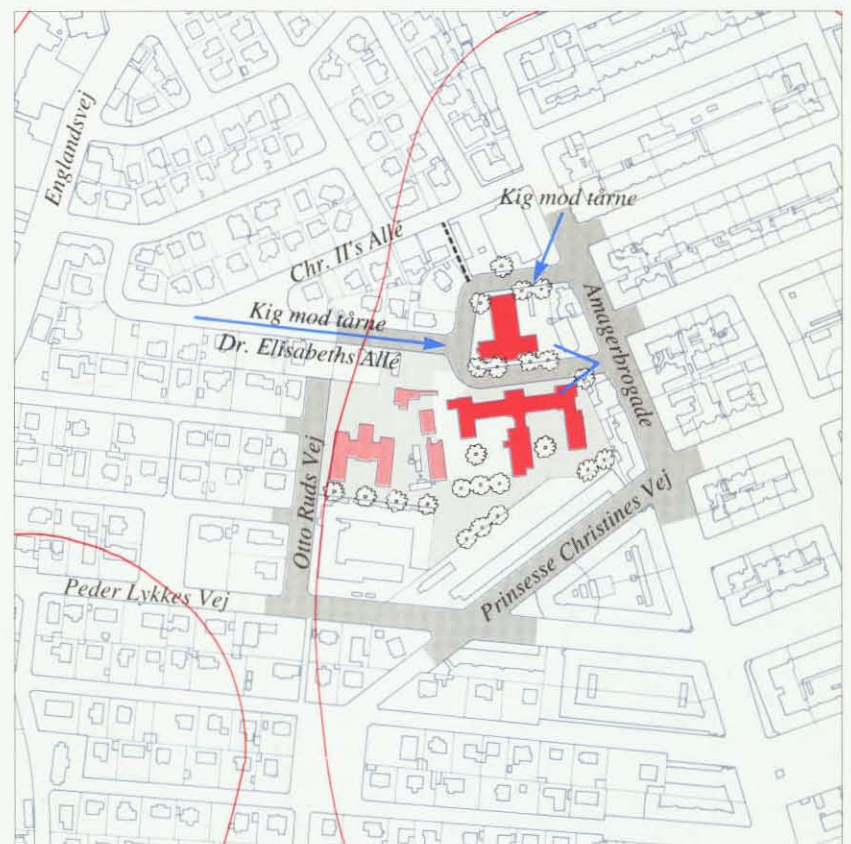 Englandsvej
Kig mod tårne
Chr. II's Allé
Kig mod tårne
Dr. Elisabeths Allé
Amagerbrogade
Otto Ruds Vej
Prinsesse Christines Vej
Peder Lykkes Vej